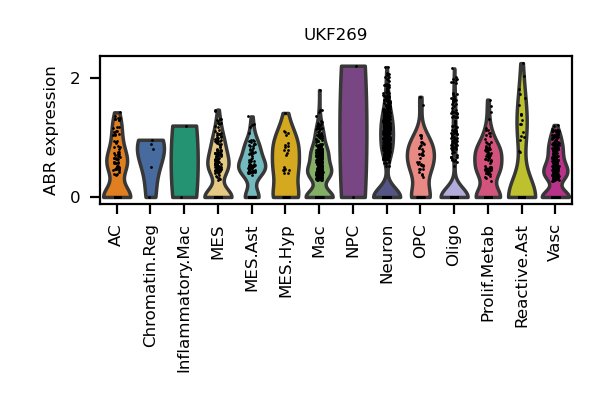 UKF269
ABR expression
2
0
AC
Chromatin.Reg
Inflammatory.Mac
MES
MES.Ast
MES.Hyp
Mac
NPC
Neuron
OPC
Oligo
Prolif.Metab
Reactive.Ast
Vasc